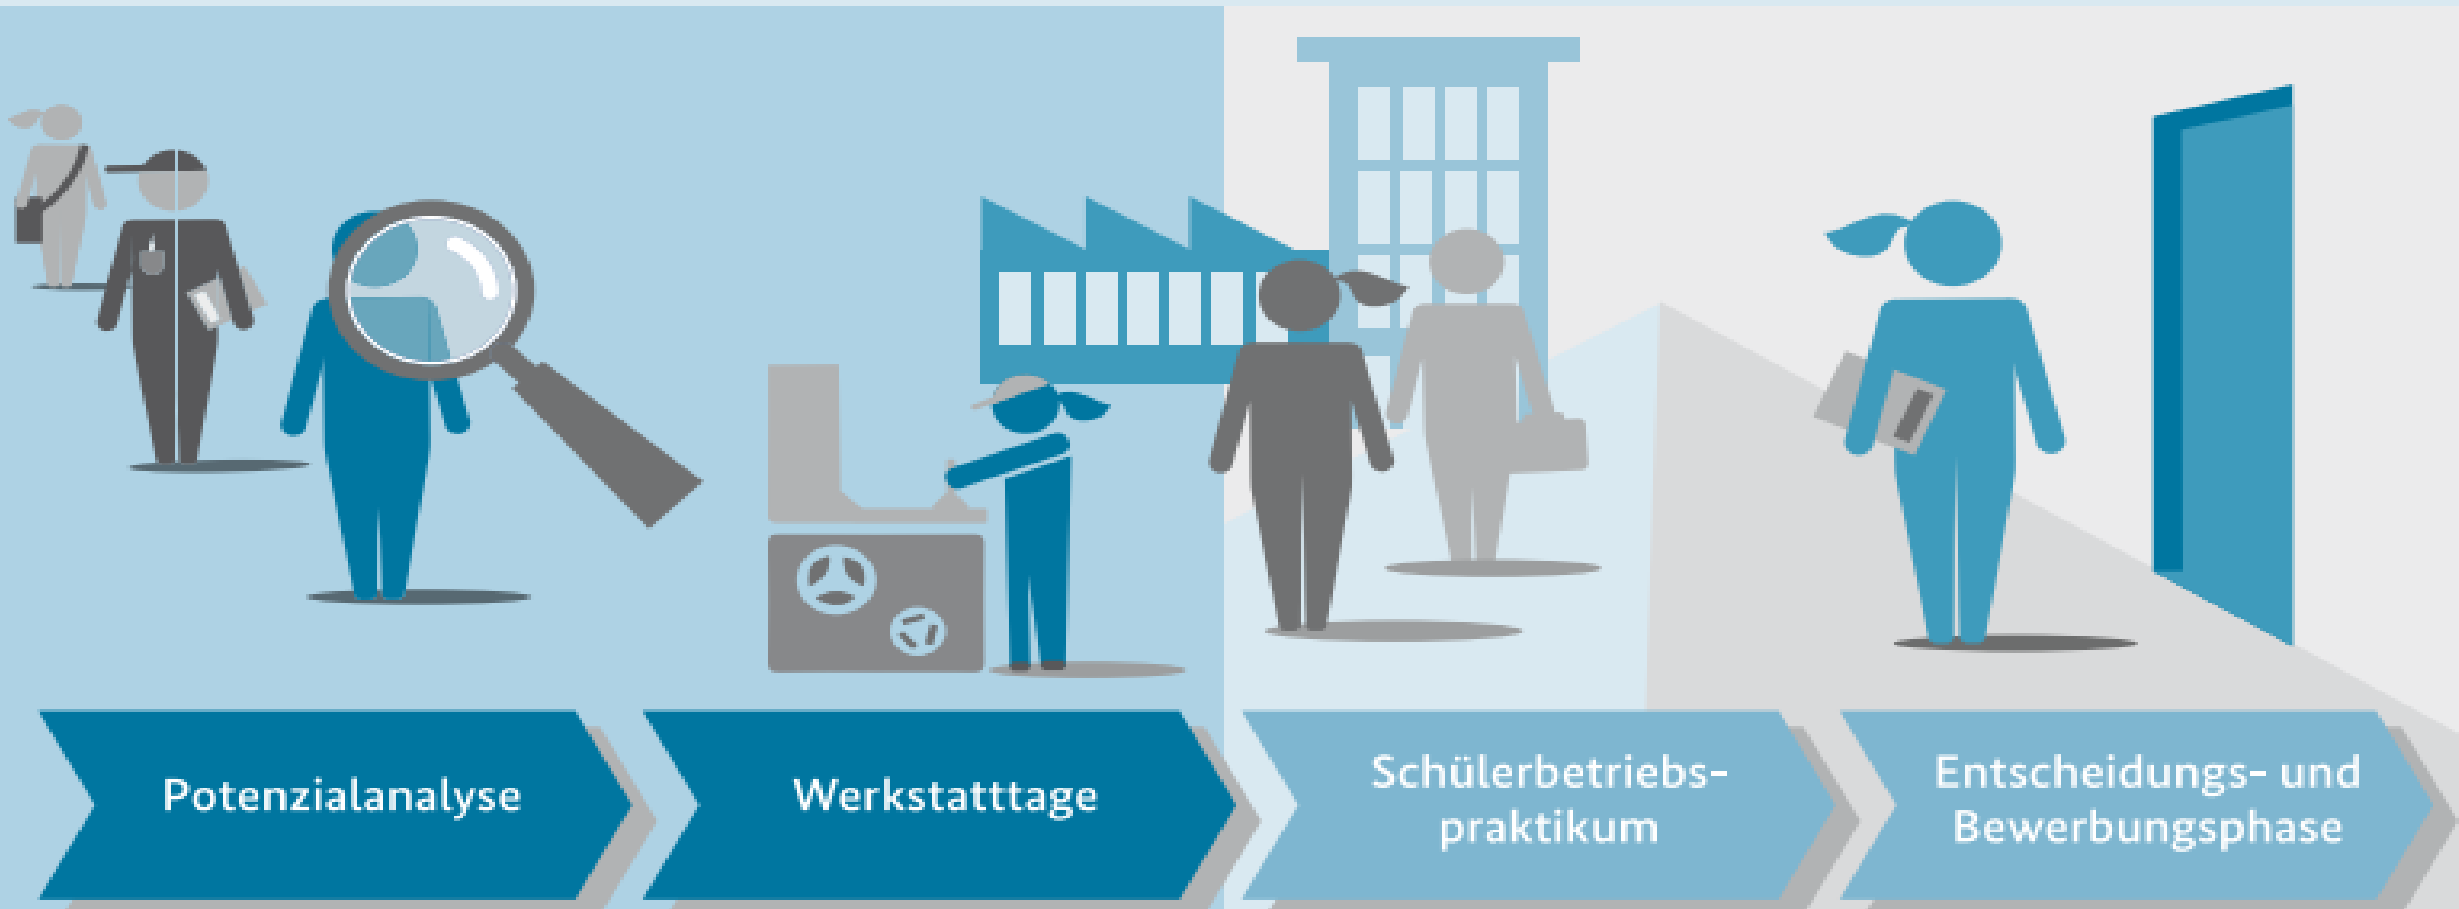 Potenzialanalyse
Werkstatttage
Schülerbetriebs-
praktikum
Entscheidungs- und
Bewerbungsphase